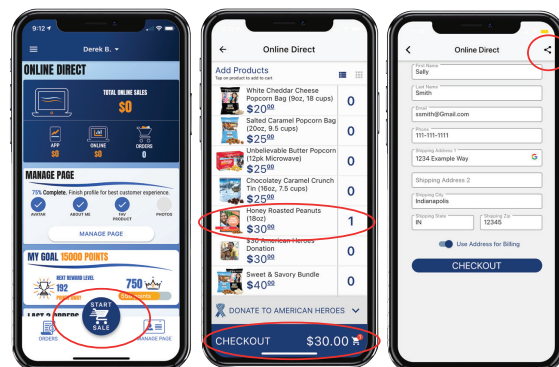 9:12
Derek B.
ONLINE DIRECT
TOTAL ONLINE SALES
$0
APP
$0
ONLINE
$0
ORDERS
0
MANAGE PAGE
75% Complete. Finish profile for best customer experience.
AVATAR
ABOUT ME
FAV PRODUCT
PHOTOS
MANAGE PAGE
MY GOAL 15000 POINTS
NEXT REWARD LEVEL
192
750
START
SALE
ORDERS
MANAGE PAGE
Online Direct
Add Products
Tap on product to add to cart
White Cheddar Cheese
Popcorn Bag (9oz, 18 cups)
$20.00
0
Salted Caramel Popcorn Bag
(20oz, 9.5 cups)
$25.00
0
Unbelievable Butter Popcorn
(12pk Microwave)
$25.00
0
Chocolatey Caramel Crunch
Tin (16oz, 7.5 cups)
$25.00
0
Honey Roasted Peanuts
(18oz)
$30.00
1
$30 American Heroes
Donation
$30.00
0
Sweet & Savory Bundle
$40.00
0
DONATE TO AMERICAN HEROES
CHECKOUT $30.00
Online Direct
First Name
Sally
Last Name
Smith
Email
ssmith@Gmail.com
Phone
111-111-1111
Shipping Address 1
1234 Example Way
Shipping Address 2
Shipping City
Indianapolis
Shipping State
IN
Shipping Zip
12345
Use Address for Billing
CHECKOUT